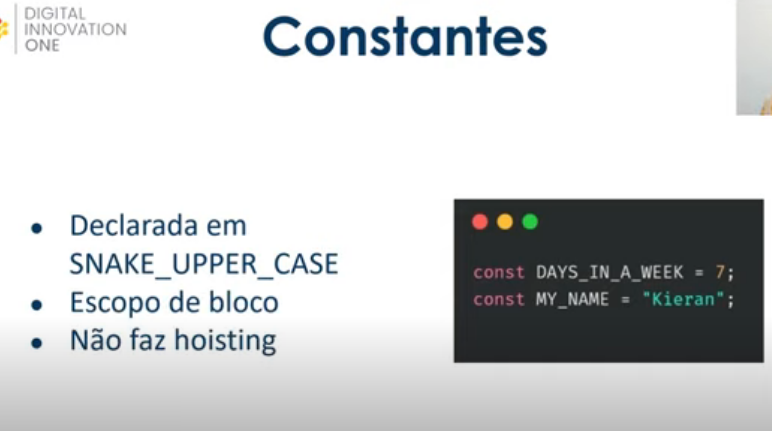 DIGITAL
INNOVATION
ONE
Constantes
• Declarada em
SNAKE_UPPER_CASE
• Escopo de bloco
• Não faz hoisting
const DAYS_IN_A_WEEK = 7;
const MY_NAME = "Kieran";